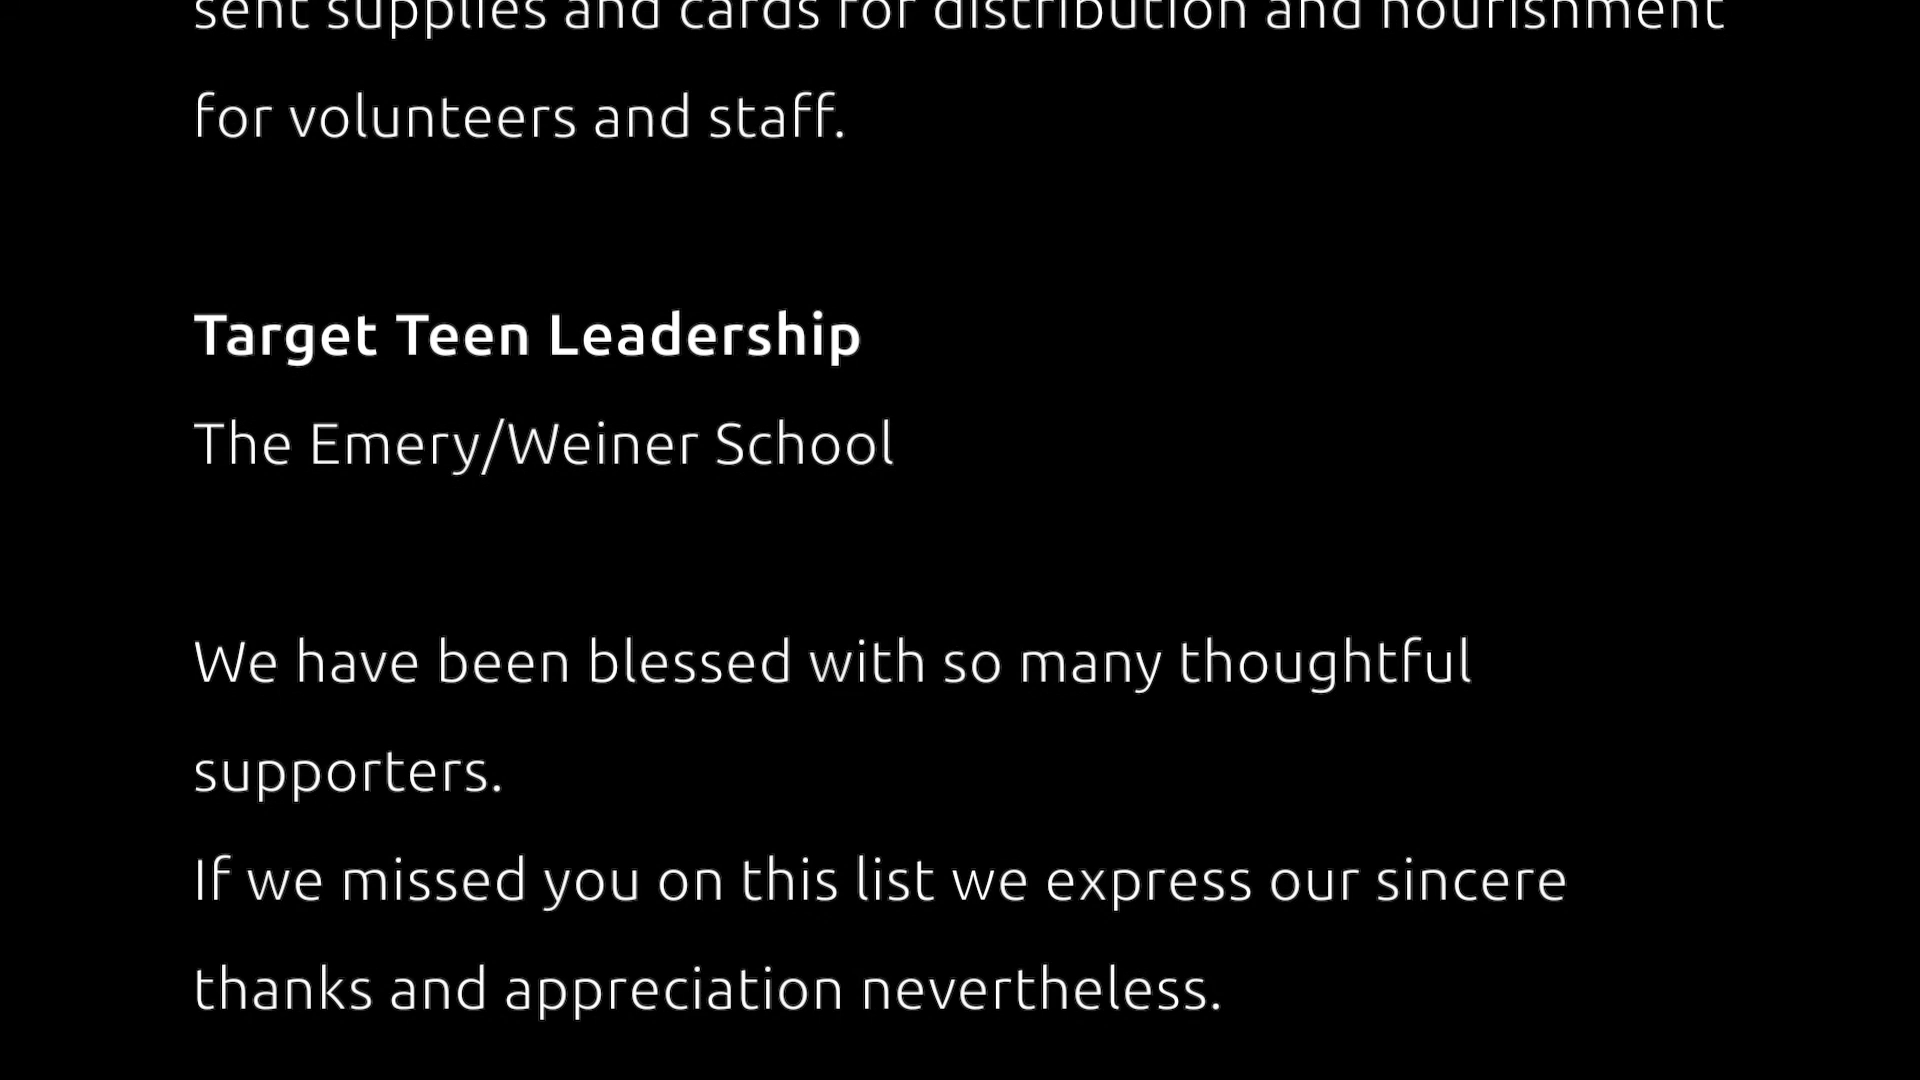 sent supplies and cards for distribution and nourishment
for volunteers and staff.
Target Teen Leadership
The Emery/Weiner School
We have been blessed with so many thoughtful
supporters.
If we missed you on this list we express our sincere
thanks and appreciation nevertheless.